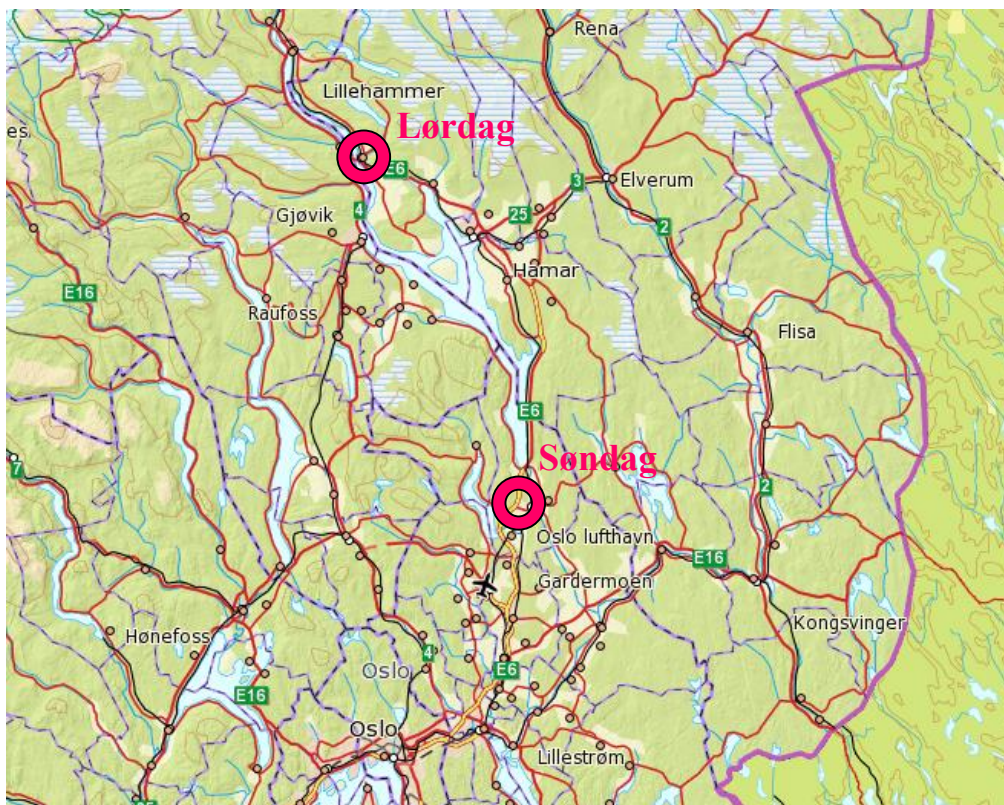 Rena
Lillehammer
es
Lørdag
E6
3
Elverum
4
Gjøvik
25
2
Hamar
E16
Raufoss
Flisa
E6
Søndag
7
2
Oslo lufthavn
E16
Gardermoen
Hønefoss
4
Oslo
E6
Kongsvinger
E16
Oslo
Lillestrøm